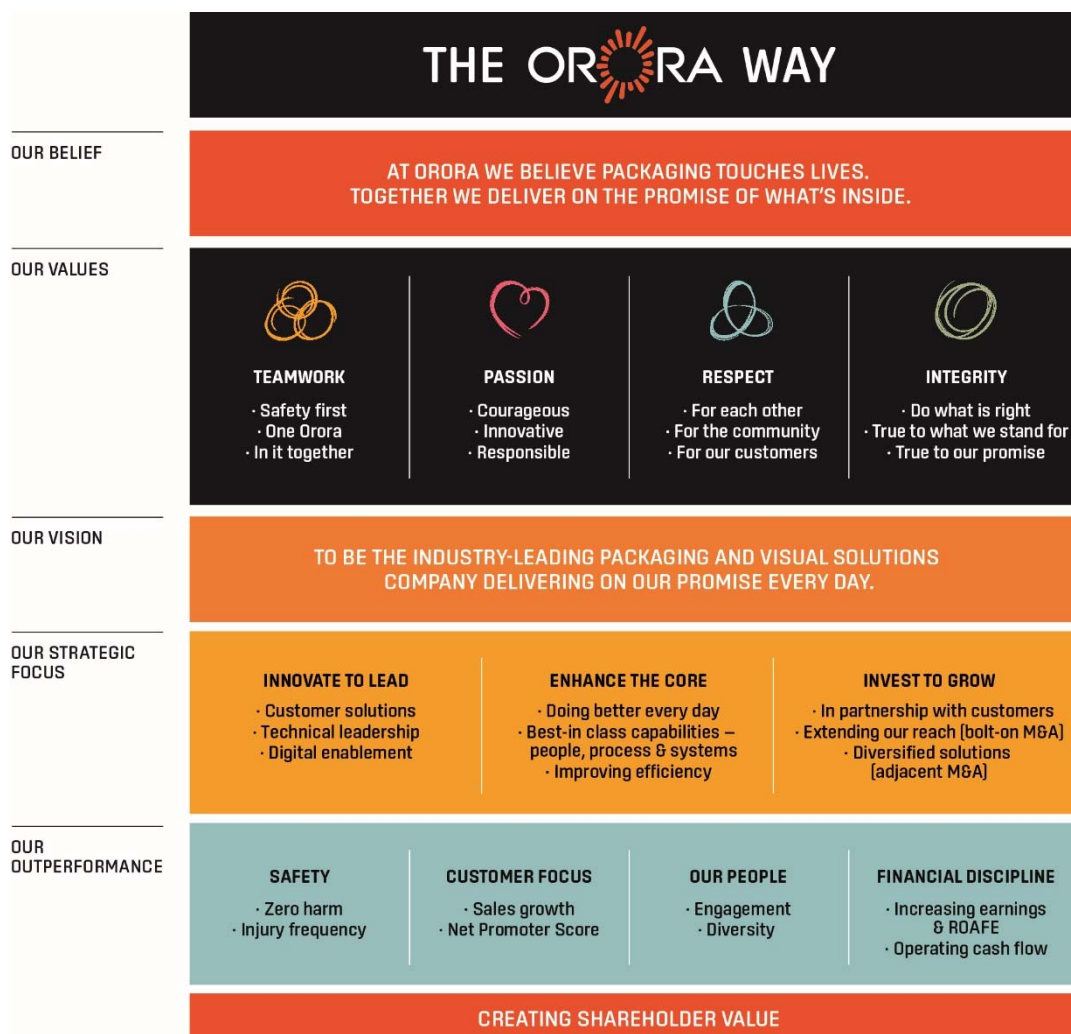 THE ORORA WAY
OUR BELIEF
AT ORORA WE BELIEVE PACKAGING TOUCHES LIVES.
TOGETHER WE DELIVER ON THE PROMISE OF WHAT'S INSIDE.
OUR VALUES
TEAMWORK
· Safety first
· One Orora
· In it together
PASSION
· Courageous
· Innovative
· Responsible
RESPECT
· For each other
· For the community
· For our customers
INTEGRITY
· Do what is right
· True to what we stand for
· True to our promise
OUR VISION
TO BE THE INDUSTRY-LEADING PACKAGING AND VISUAL SOLUTIONS
COMPANY DELIVERING ON OUR PROMISE EVERY DAY.
OUR STRATEGIC
FOCUS
INNOVATE TO LEAD
· Customer solutions
· Technical leadership
· Digital enablement
ENHANCE THE CORE
· Doing better every day
· Best-in class capabilities –
people, process & systems
· Improving efficiency
INVEST TO GROW
· In partnership with customers
· Extending our reach (bolt-on M&A)
· Diversified solutions
(adjacent M&A)
OUR
OUTPERFORMANCE
SAFETY
· Zero harm
· Injury frequency
CUSTOMER FOCUS
· Sales growth
· Net Promoter Score
OUR PEOPLE
· Engagement
· Diversity
FINANCIAL DISCIPLINE
· Increasing earnings
& ROAFE
· Operating cash flow
CREATING SHAREHOLDER VALUE